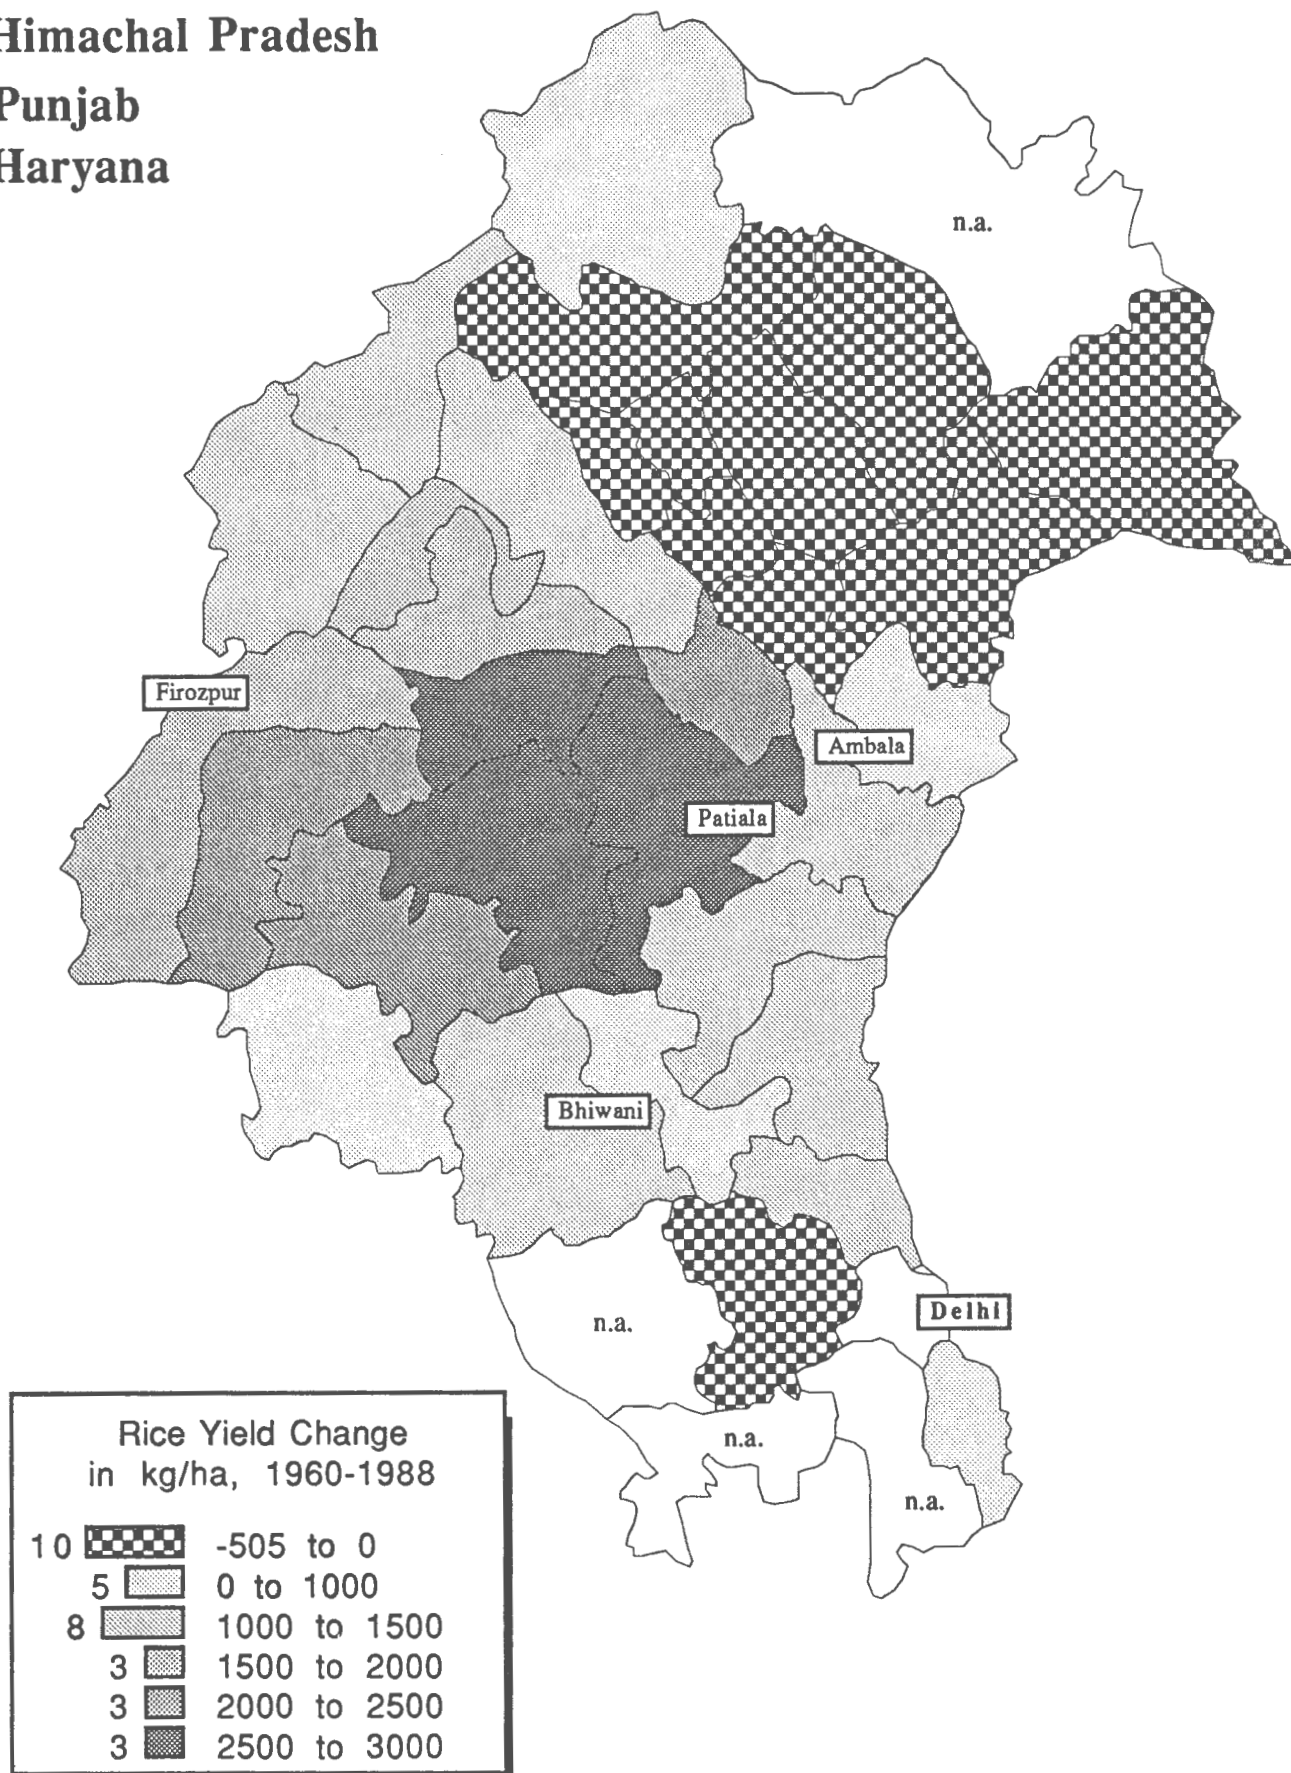 Himachal Pradesh
Punjab
Haryana
n.a.
Firozpur
Ambala
Patiala
Bhiwani
Delhi
n.a.
n.a.
n.a.
Rice Yield Change
in kg/ha, 1960-1988
10 -505 to 0
5 0 to 1000
8 1000 to 1500
3 1500 to 2000
3 2000 to 2500
3 2500 to 3000